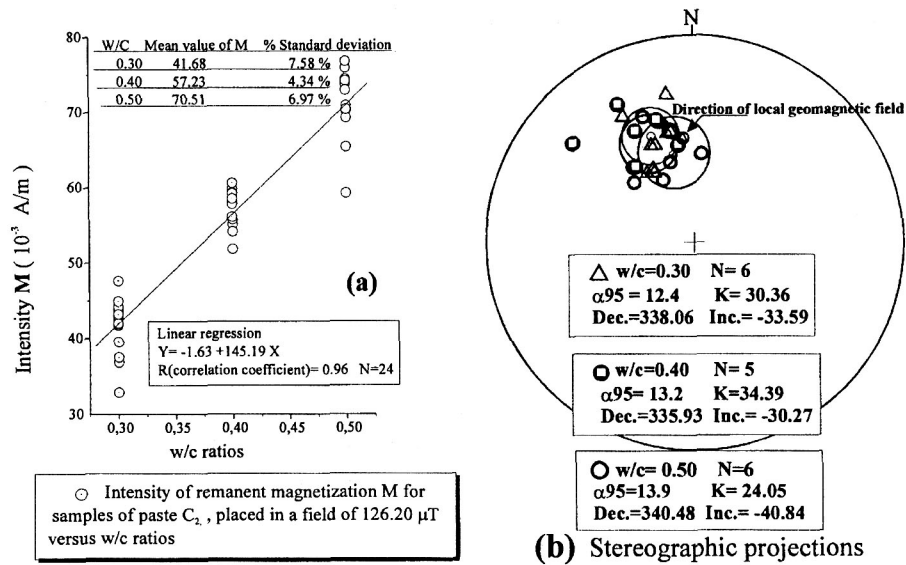 80
70
60
50
40
30
Intensity M ( 10⁻³ A/m )
W/C Mean value of M % Standard deviation
0.30 41.68 7.58 %
0.40 57.23 4.34 %
0.50 70.51 6.97 %
(a)
Linear regression
Y= -1.63 +145.19 X
R(correlation coefficient)= 0.96 N=24
0,30 0,35 0,40 0,45 0,50
w/c ratios
Intensity of remanent magnetization M for
samples of paste C₂ , placed in a field of 126.20 µT
versus w/c ratios
N
Direction of local geomagnetic field
w/c=0.30 N= 6
α95 = 12.4 K= 30.36
Dec.=338.06 Inc.= -33.59
w/c=0.40 N= 5
α95= 13.2 K=34.39
Dec.=335.93 Inc.= -30.27
w/c= 0.50 N=6
α95=13.9 K= 24.05
Dec.= 340.48 Inc.= -40.84
(b) Stereographic projections